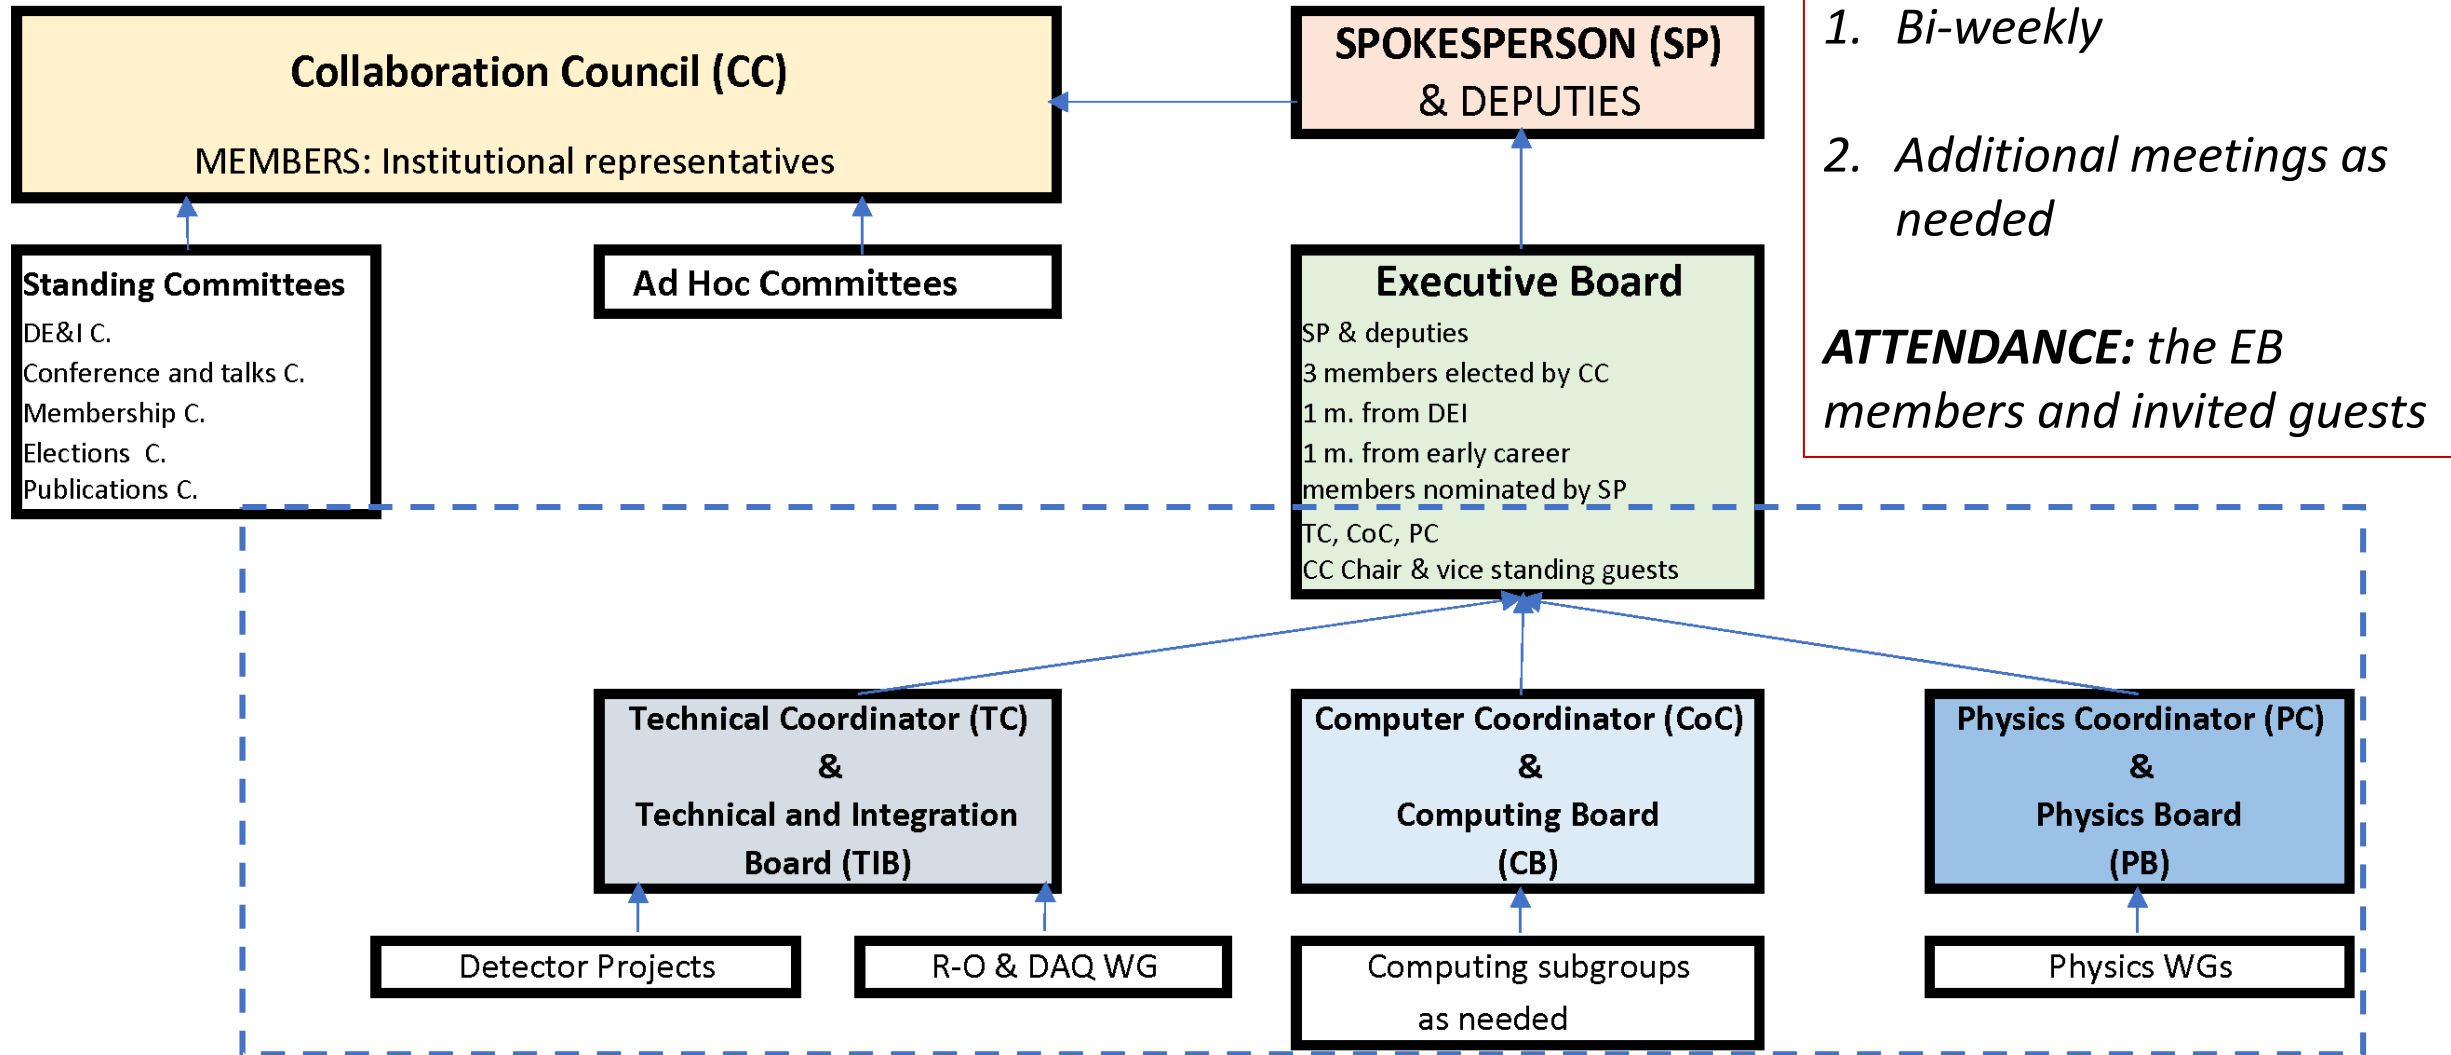 Collaboration Council (CC)
MEMBERS: Institutional representatives
SPOKESPERSON (SP)
& DEPUTIES
1. Bi-weekly
2. Additional meetings as
needed
ATTENDANCE: the EB
members and invited guests
Standing Committees
DE&I C.
Conference and talks C.
Membership C.
Elections  C.
Publications C.
Ad Hoc Committees
Executive Board
SP & deputies
3 members elected by CC
1 m. from DEI
1 m. from early career
members nominated by SP
TC, CoC, PC
CC Chair & vice standing guests
Technical Coordinator (TC)
&
Technical and Integration
Board (TIB)
Computer Coordinator (CoC)
&
Computing Board
(CB)
Physics Coordinator (PC)
&
Physics Board
(PB)
Detector Projects
R-O & DAQ WG
Computing subgroups
as needed
Physics WGs